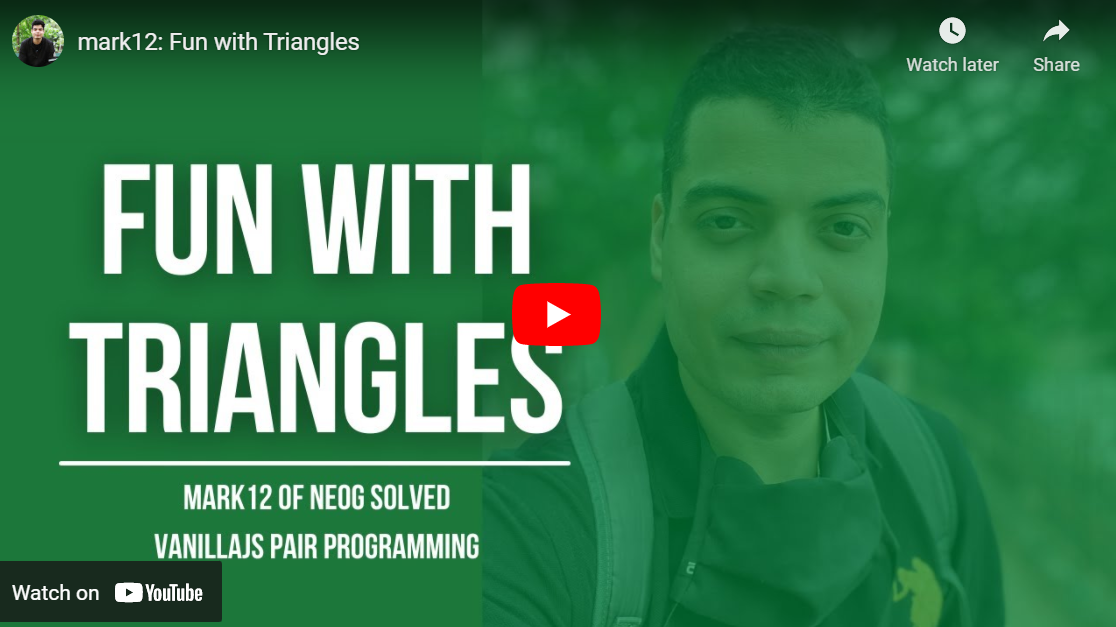 mark12: Fun with Triangles
Watch later
Share
FUN WITH
TRIANGLES
MARK12 OF NEOG SOLVED
VANILLAJS PAIR PROGRAMMING
Watch on YouTube